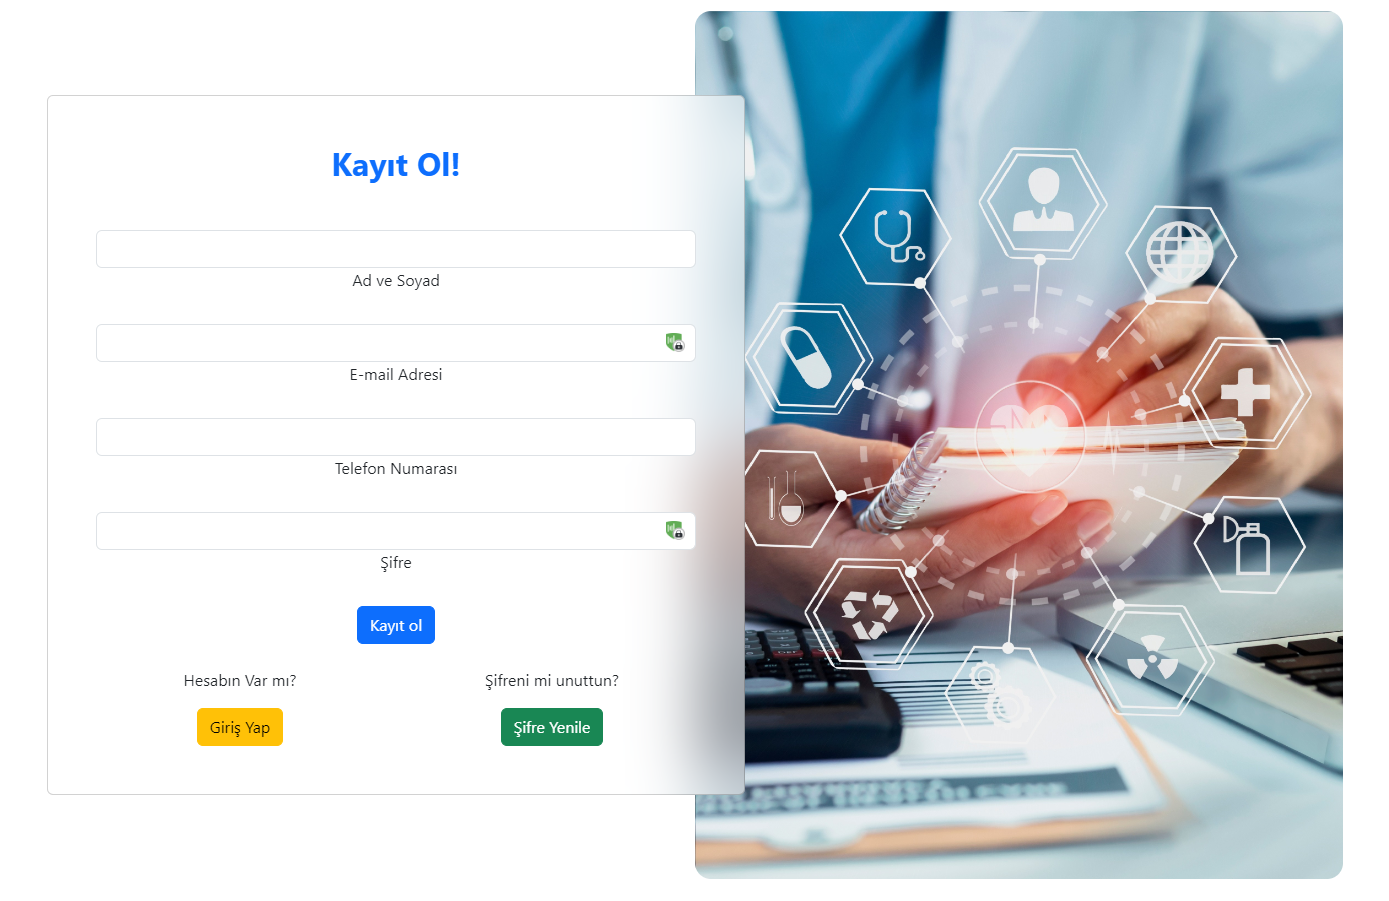 Kayıt Ol!
Ad ve Soyad
E-mail Adresi
Telefon Numarası
Şifre
Kayıt ol
Hesabın Var mı?
Şifreni mi unuttun?
Giriş Yap
Şifre Yenile